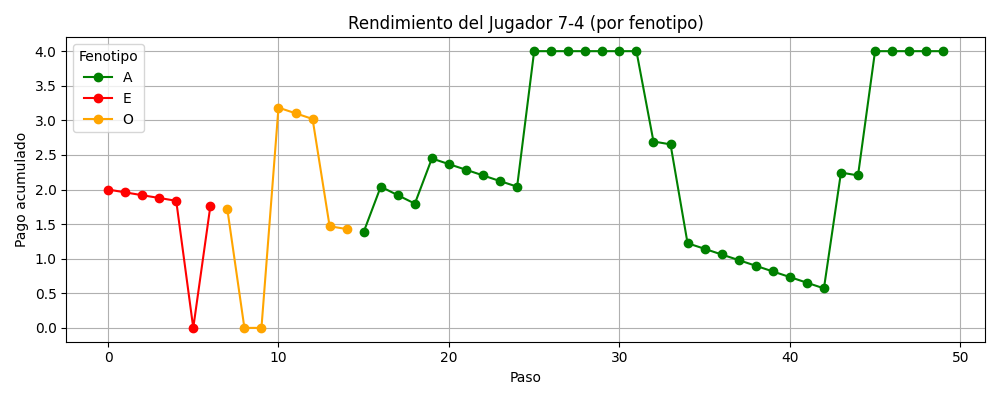 Rendimiento del Jugador 7-4 (por fenotipo)
Pago acumulado
4.0
3.5
3.0
2.5
2.0
1.5
1.0
0.5
0.0
Fenotipo
A
E
O
0 10 20 30 40 50
Paso